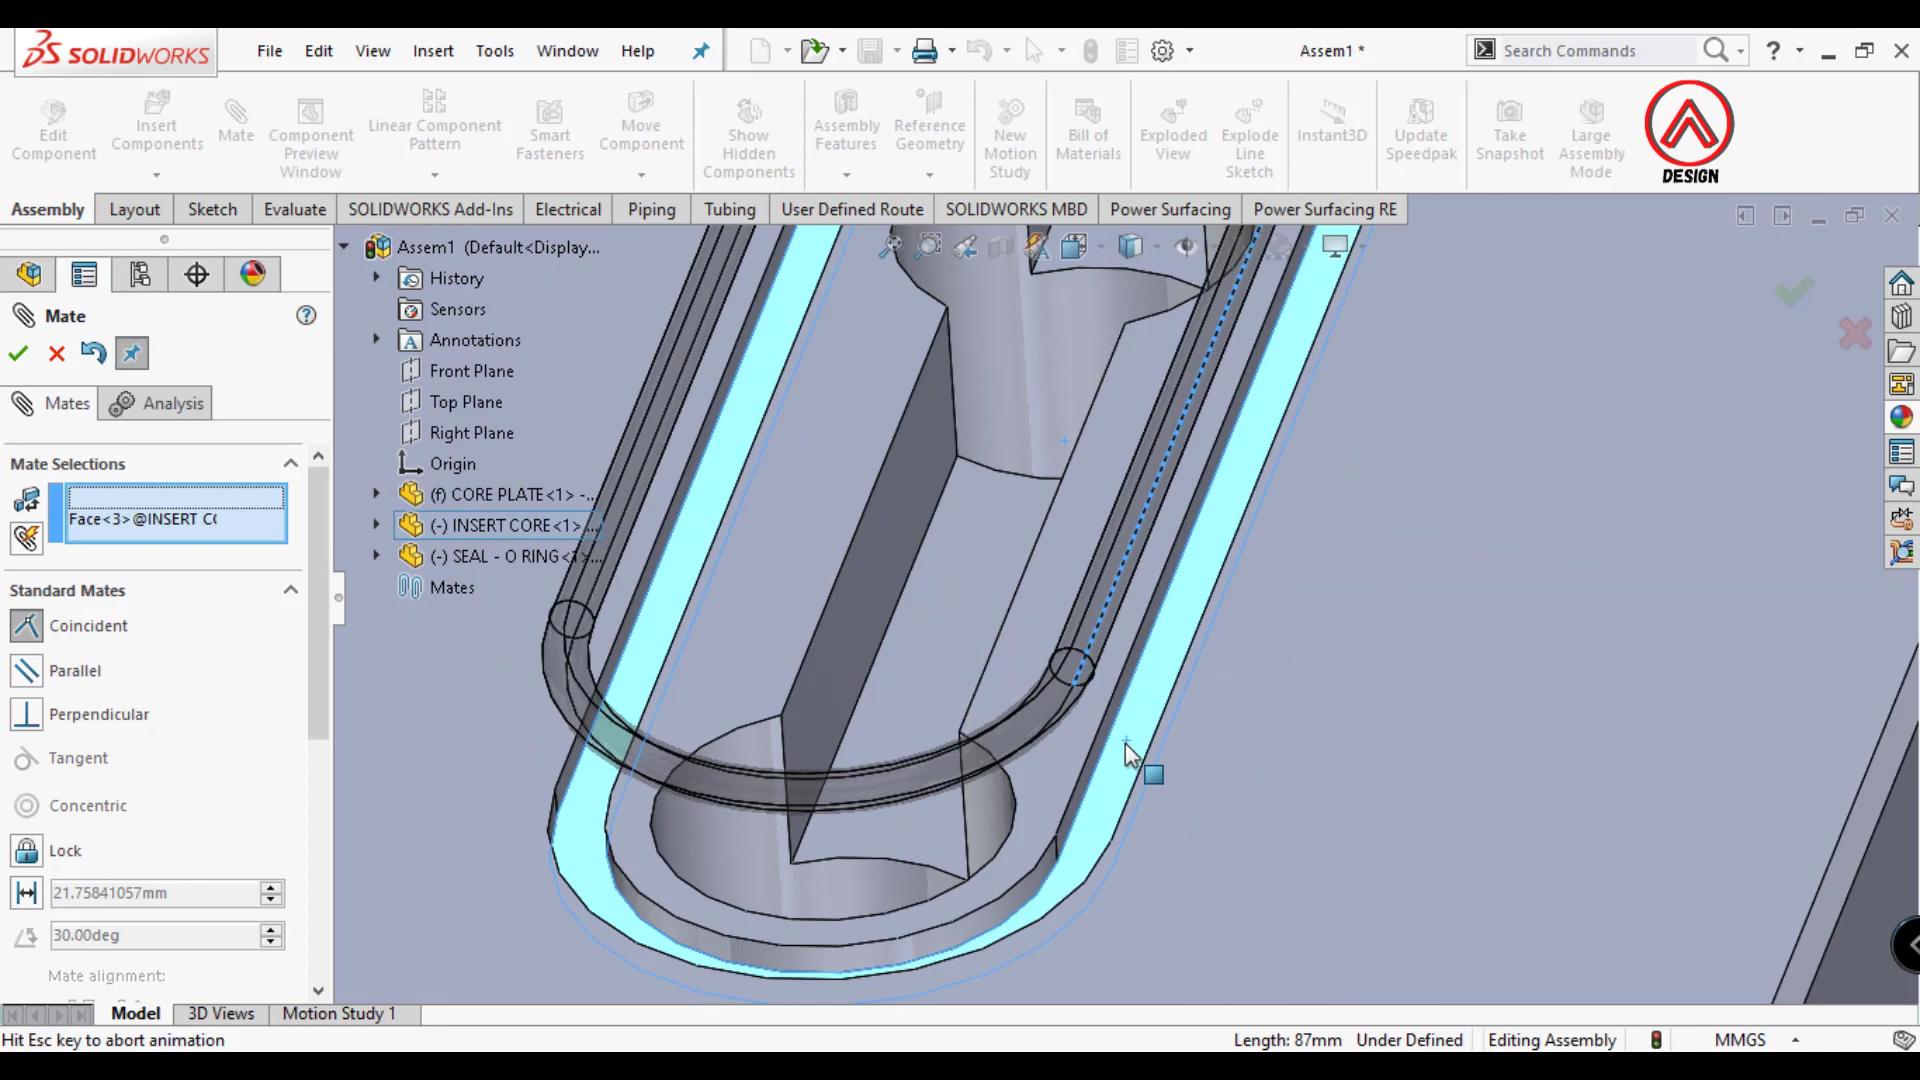 SOLIDWORKS
File Edit View Insert Tools Window Help
Assem1 *
Search Commands
?
Edit Component
Insert Components
Mate
Component Preview Window
Linear Component Pattern
Smart Fasteners
Move Component
Show Hidden Components
Assembly Features
Reference Geometry
New Motion Study
Bill of Materials
Exploded View
Explode Line Sketch
Instant3D
Update Speedpak
Take Snapshot
Large Assembly Mode
DESIGN
Assembly Layout Sketch Evaluate SOLIDWORKS Add-Ins Electrical Piping Tubing User Defined Route SOLIDWORKS MBD Power Surfacing Power Surfacing RE
Assem1 (Default<Display...
History
Sensors
Annotations
Front Plane
Top Plane
Right Plane
Origin
(f) CORE PLATE<1> -...
(-) INSERT CORE<1>...
(-) SEAL - O RING<1>...
Mates
Mate
Mates Analysis
Mate Selections
Face<3>@INSERT CO
Standard Mates
Coincident
Parallel
Perpendicular
Tangent
Concentric
Lock
21.75841057mm
30.00deg
Mate alignment:
Model 3D Views Motion Study 1
Hit Esc key to abort animation
Length: 87mm Under Defined Editing Assembly MMGS